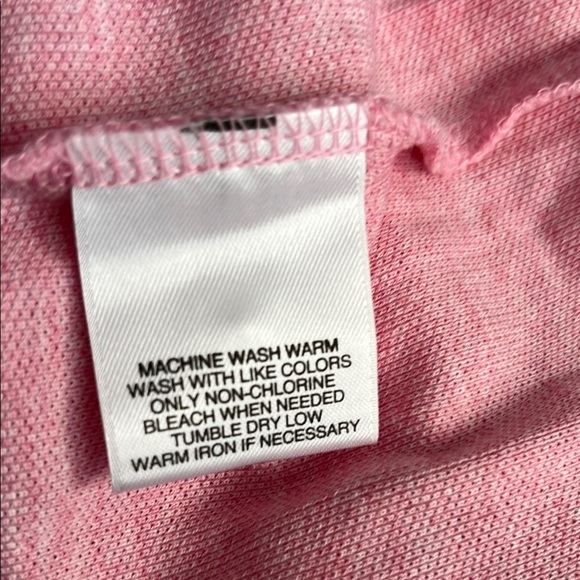 MACHINE WASH WARM
WASH WITH LIKE COLORS
ONLY NON-CHLORINE
BLEACH WHEN NEEDED
TUMBLE DRY LOW
WARM IRON IF NECESSARY